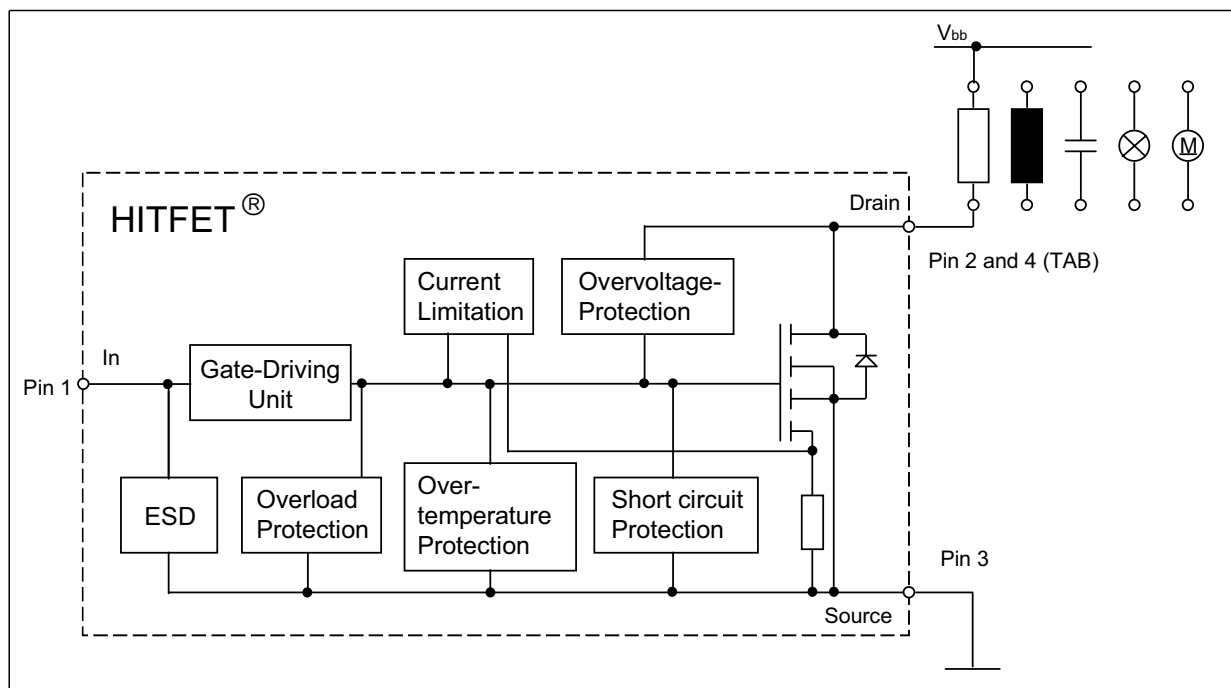 Vbb
HITFET ®
Drain
Pin 2 and 4 (TAB)
Current
Limitation
Overvoltage-
Protection
In
Pin 1
Gate-Driving
Unit
M
ESD
Overload
Protection
Over-
temperature
Protection
Short circuit
Protection
Pin 3
Source